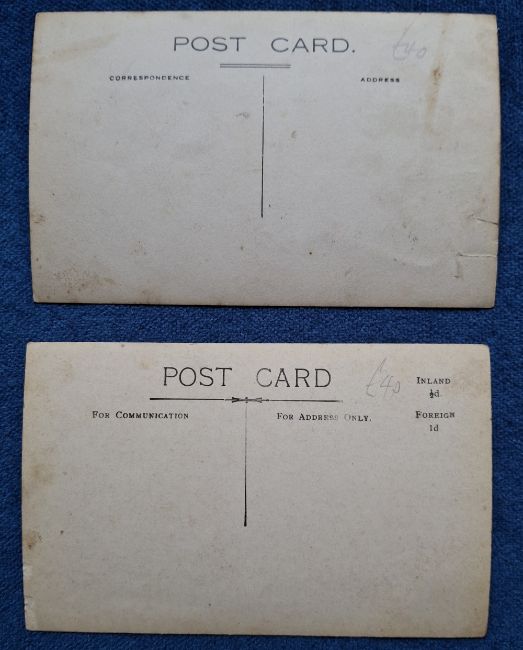 POST CARD.
£40
CORRESPONDENCE
ADDRESS
POST CARD
£40
INLAND
½d.
FOR COMMUNICATION
FOR ADDRESS ONLY.
FOREIGN
1d